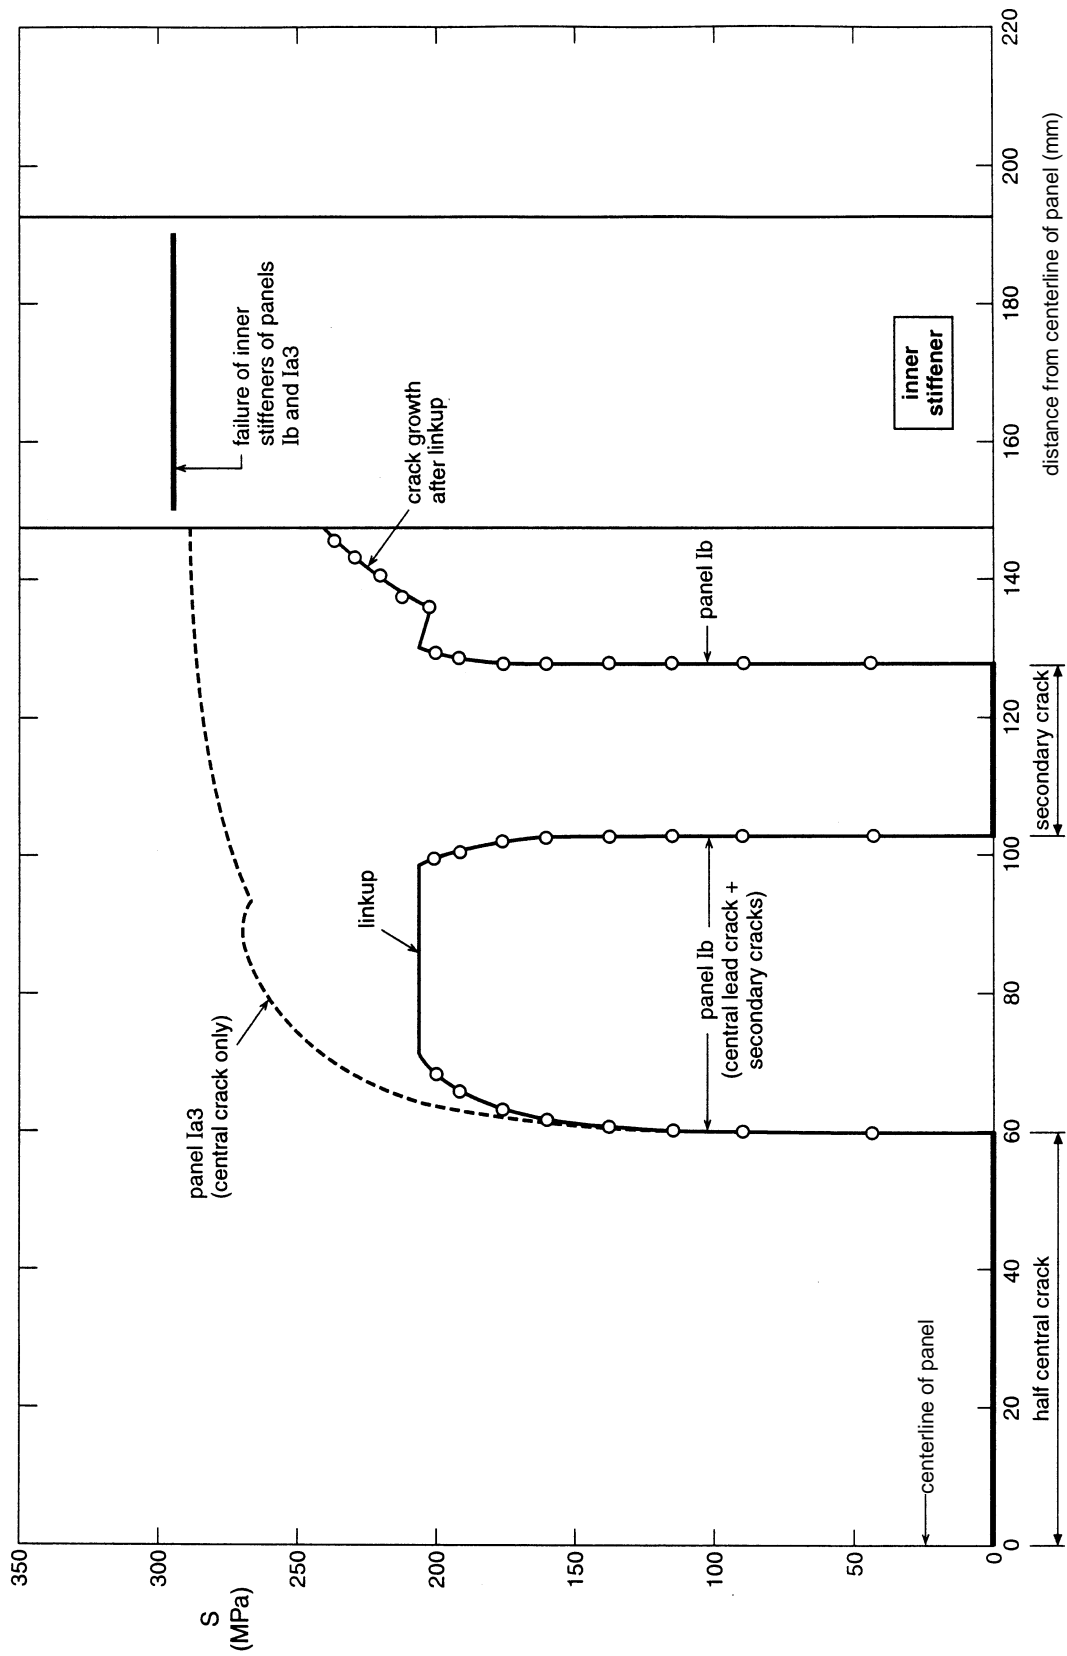 350
300
250
200
150
100
50
0
S
(MPa)
failure of inner
stiffeners of panels
Ib and Ia3
crack growth
after linkup
panel Ia3
(central crack only)
linkup
panel Ib
(central lead crack +
secondary cracks)
panel Ib
inner
stiffener
centerline of panel
0
20
40
60
80
100
120
140
160
180
200
220
half central crack
secondary crack
distance from centerline of panel (mm)